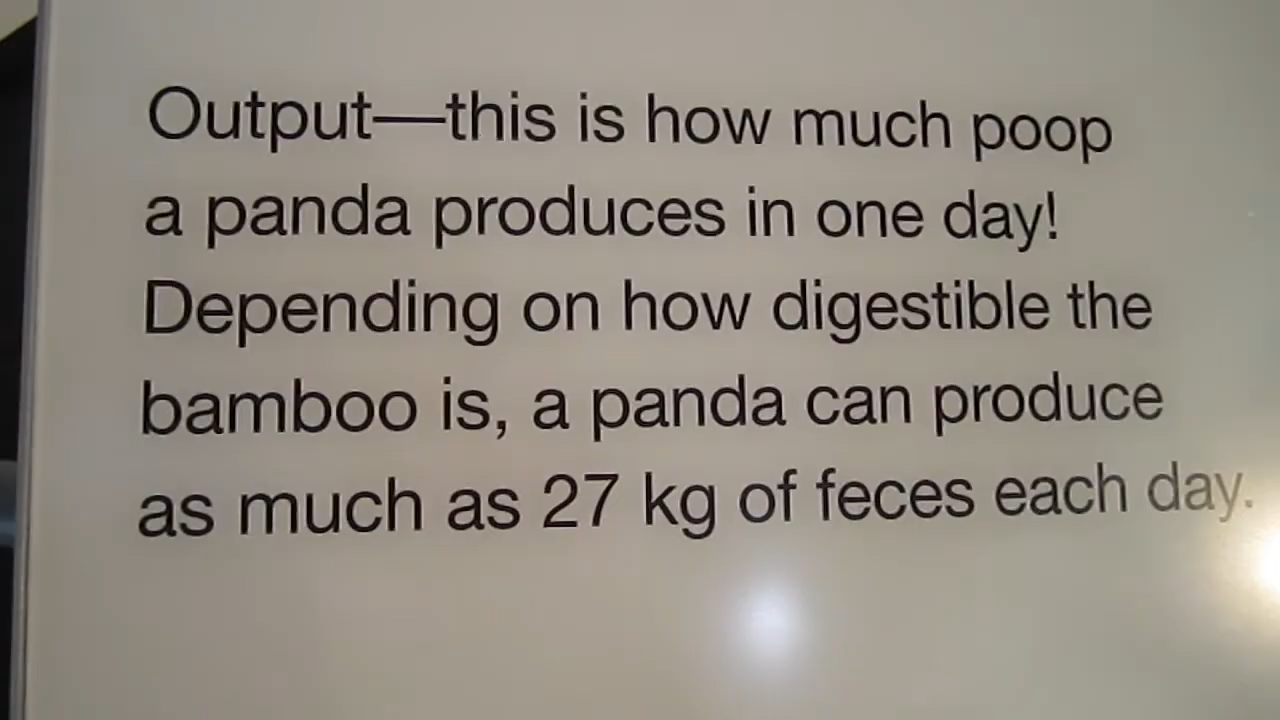 Output—this is how much poop
a panda produces in one day!
Depending on how digestible the
bamboo is, a panda can produce
as much as 27 kg of feces each day.